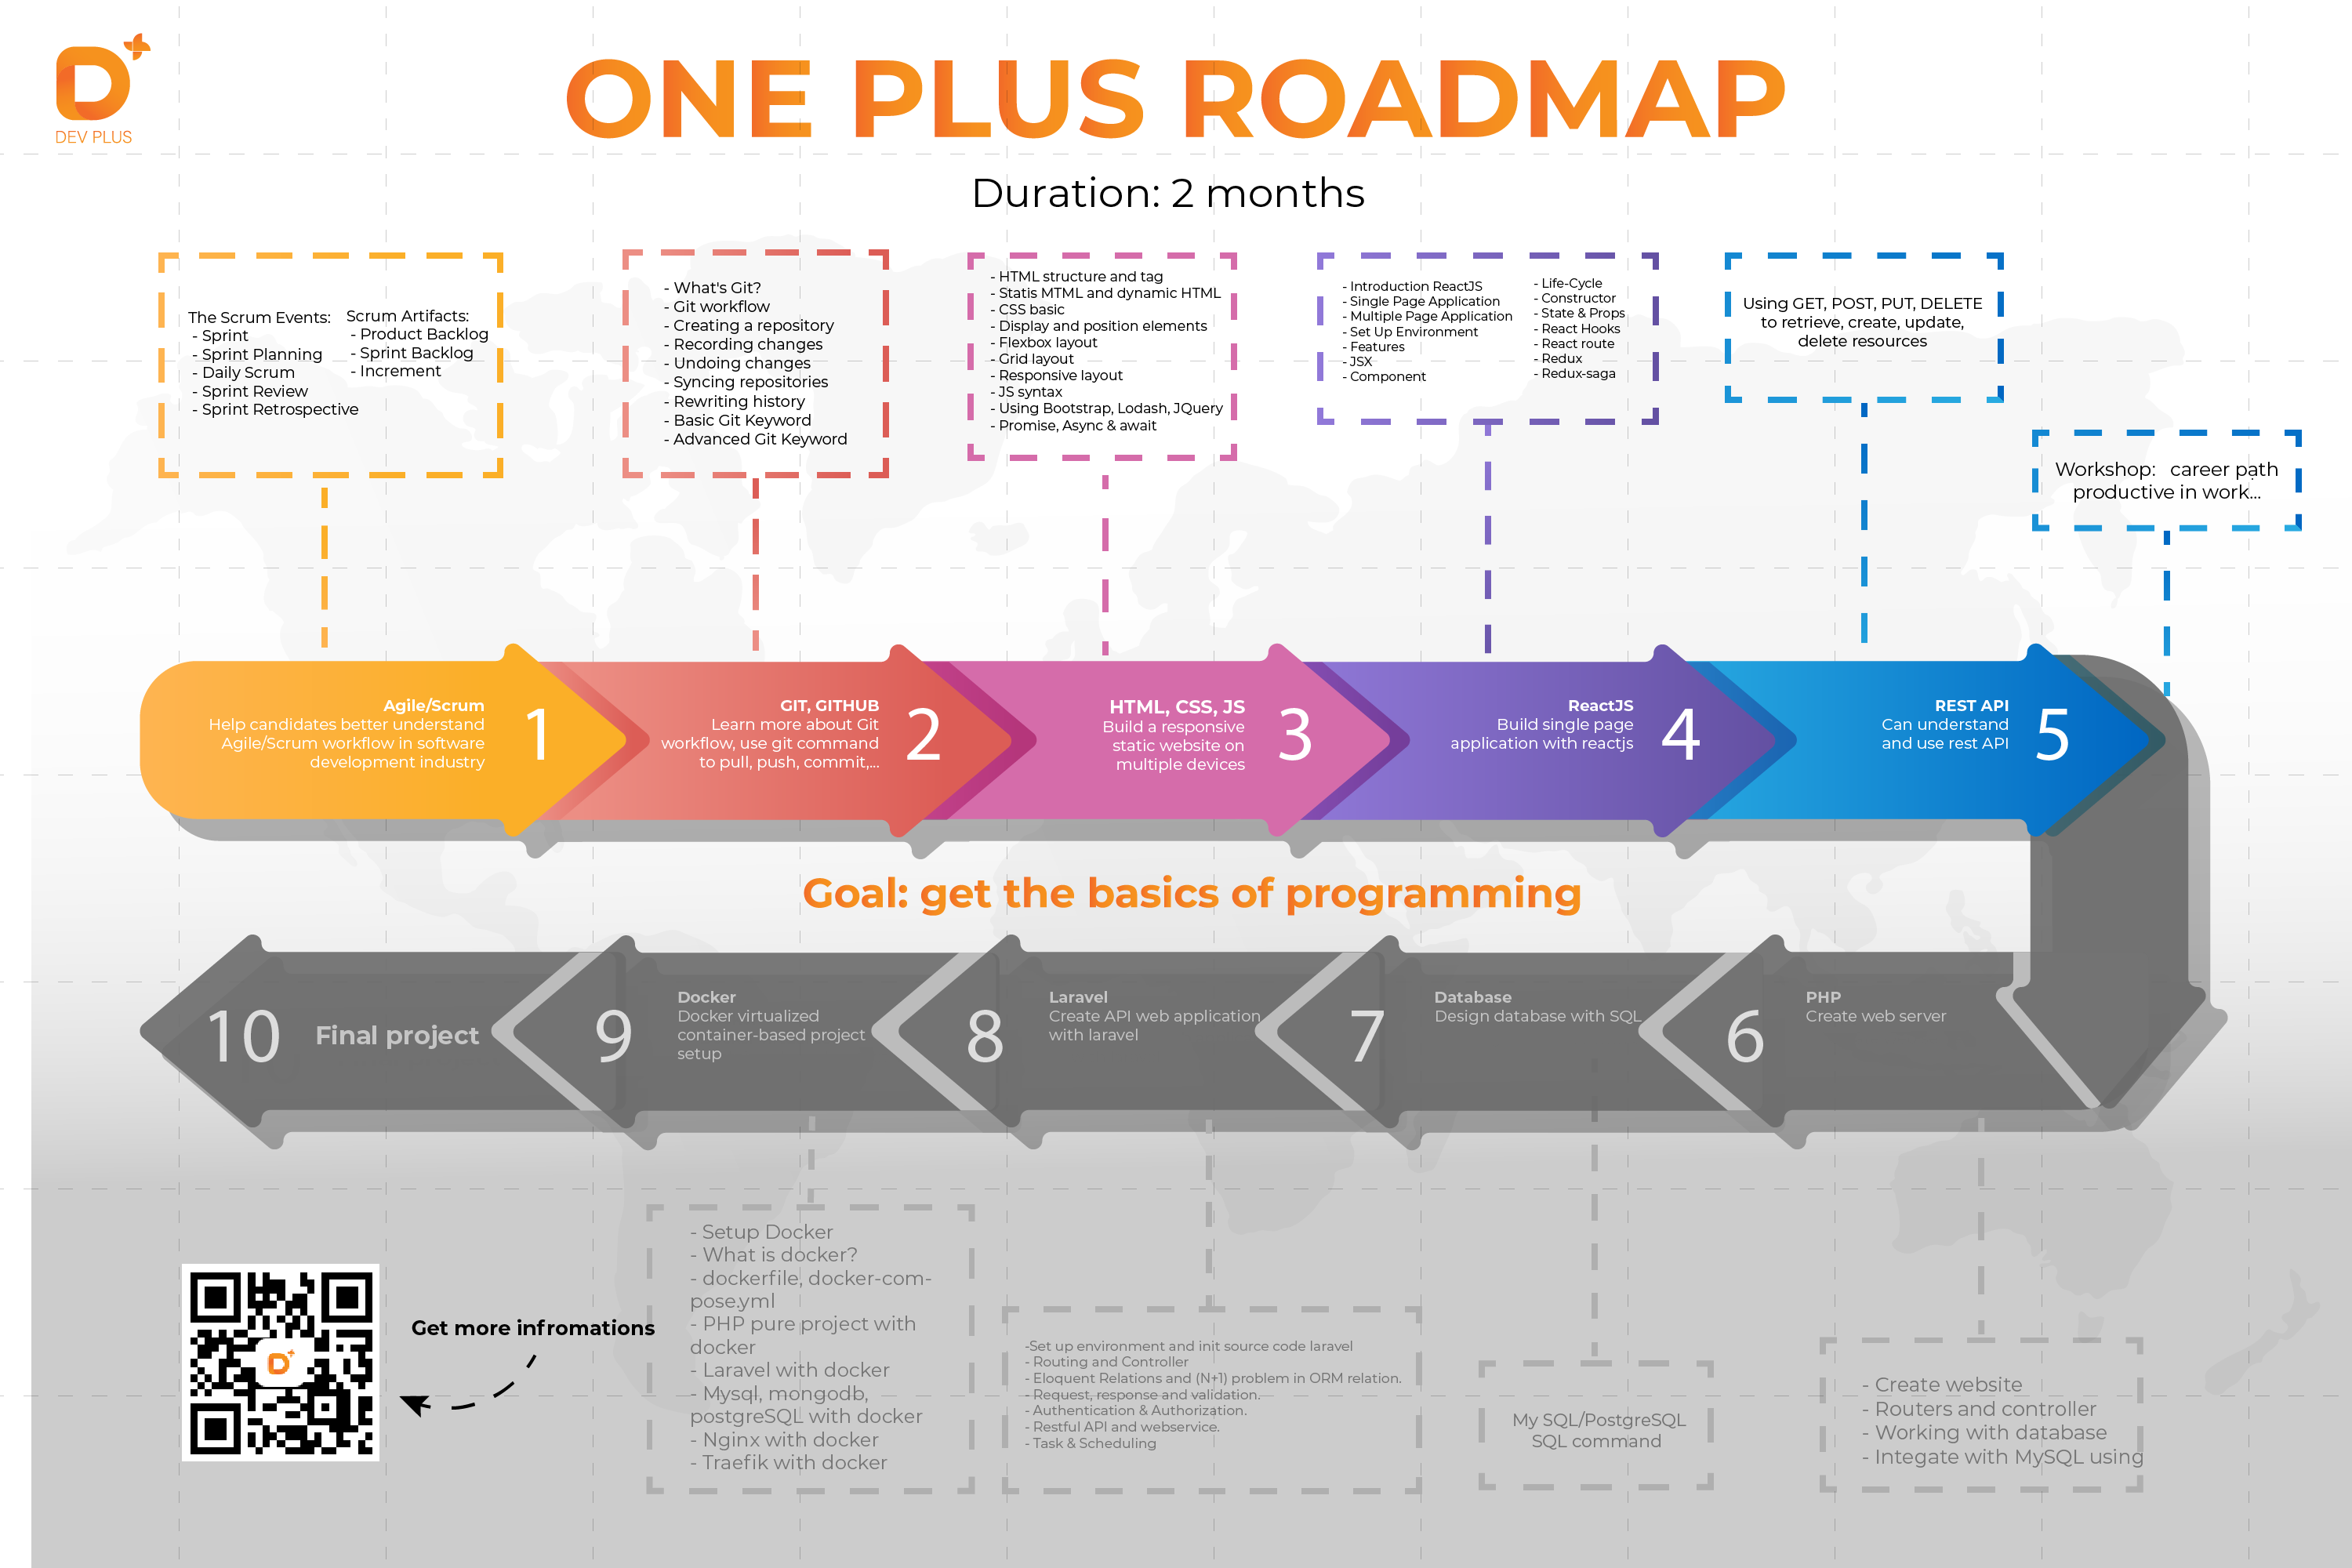 DEV PLUS
ONE PLUS ROADMAP
Duration: 2 months
The Scrum Events:
- Sprint
- Sprint Planning
- Daily Scrum
- Sprint Review
- Sprint Retrospective
Scrum Artifacts:
- Product Backlog
- Sprint Backlog
- Increment
- What's Git?
- Git workflow
- Creating a repository
- Recording changes
- Undoing changes
- Syncing repositories
- Rewriting history
- Basic Git Keyword
- Advanced Git Keyword
- HTML structure and tag
- Statis MTML and dynamic HTML
- CSS basic
- Display and position elements
- Flexbox layout
- Grid layout
- Responsive layout
- JS syntax
- Using Bootstrap, Lodash, JQuery
- Promise, Async & await
- Introduction ReactJS
- Single Page Application
- Multiple Page Application
- Set Up Environment
- Features
- JSX
- Component
- Life-Cycle
- Constructor
- State & Props
- React Hooks
- React route
- Redux
- Redux-saga
Using GET, POST, PUT, DELETE
to retrieve, create, update,
delete resources
Workshop: career path
productive in work...
Agile/Scrum
Help candidates better understand
Agile/Scrum workflow in software
development industry
1
GIT, GITHUB
Learn more about Git
workflow, use git command
to pull, push, commit,...
2
HTML, CSS, JS
Build a responsive
static website on
multiple devices
3
ReactJS
Build single page
application with reactjs
4
REST API
Can understand
and use rest API
5
Goal: get the basics of programming
10
Final project
9
Docker
Docker virtualized
container-based project
setup
8
Laravel
Create API web application
with laravel
7
Database
Design database with SQL
6
PHP
Create web server
Get more infromations
- Setup Docker
- What is docker?
- dockerfile, docker-com-
pose.yml
- PHP pure project with
docker
- Laravel with docker
- Mysql, mongodb,
postgreSQL with docker
- Nginx with docker
- Traefik with docker
-Set up environment and init source code laravel
- Routing and Controller
- Eloquent Relations and (N+1) problem in ORM relation.
- Request, response and validation.
- Authentication & Authorization.
- Restful API and webservice.
- Task & Scheduling
My SQL/PostgreSQL
SQL command
- Create website
- Routers and controller
- Working with database
- Integate with MySQL using